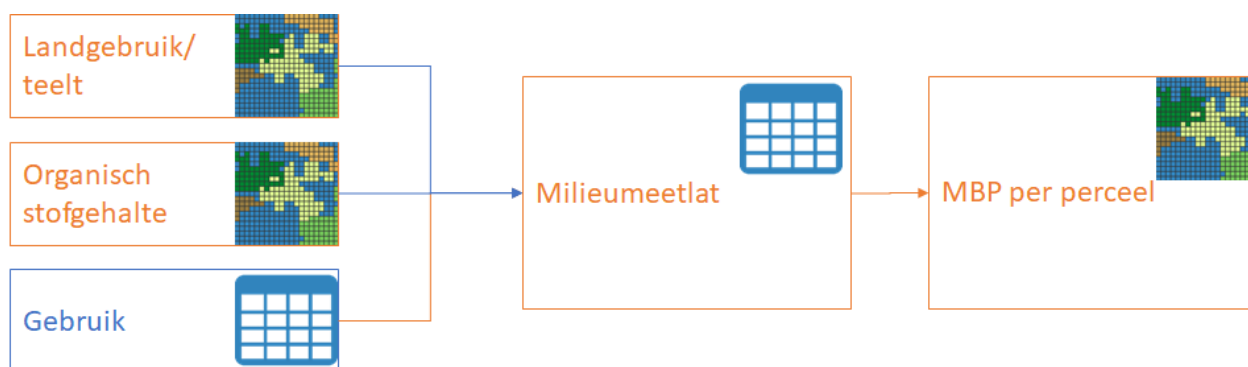 Landgebruik/
teelt
Organisch
stofgehalte
Gebruik
Milieumeetlat
MBP per perceel